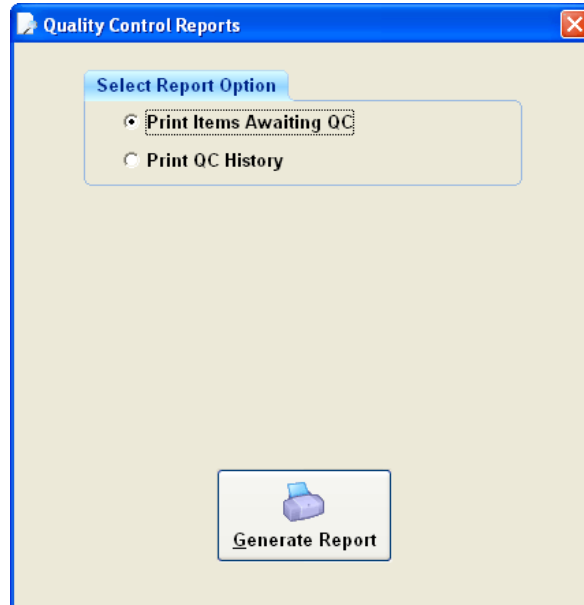 Quality Control Reports
Select Report Option
Print Items Awaiting QC
Print QC History
Generate Report